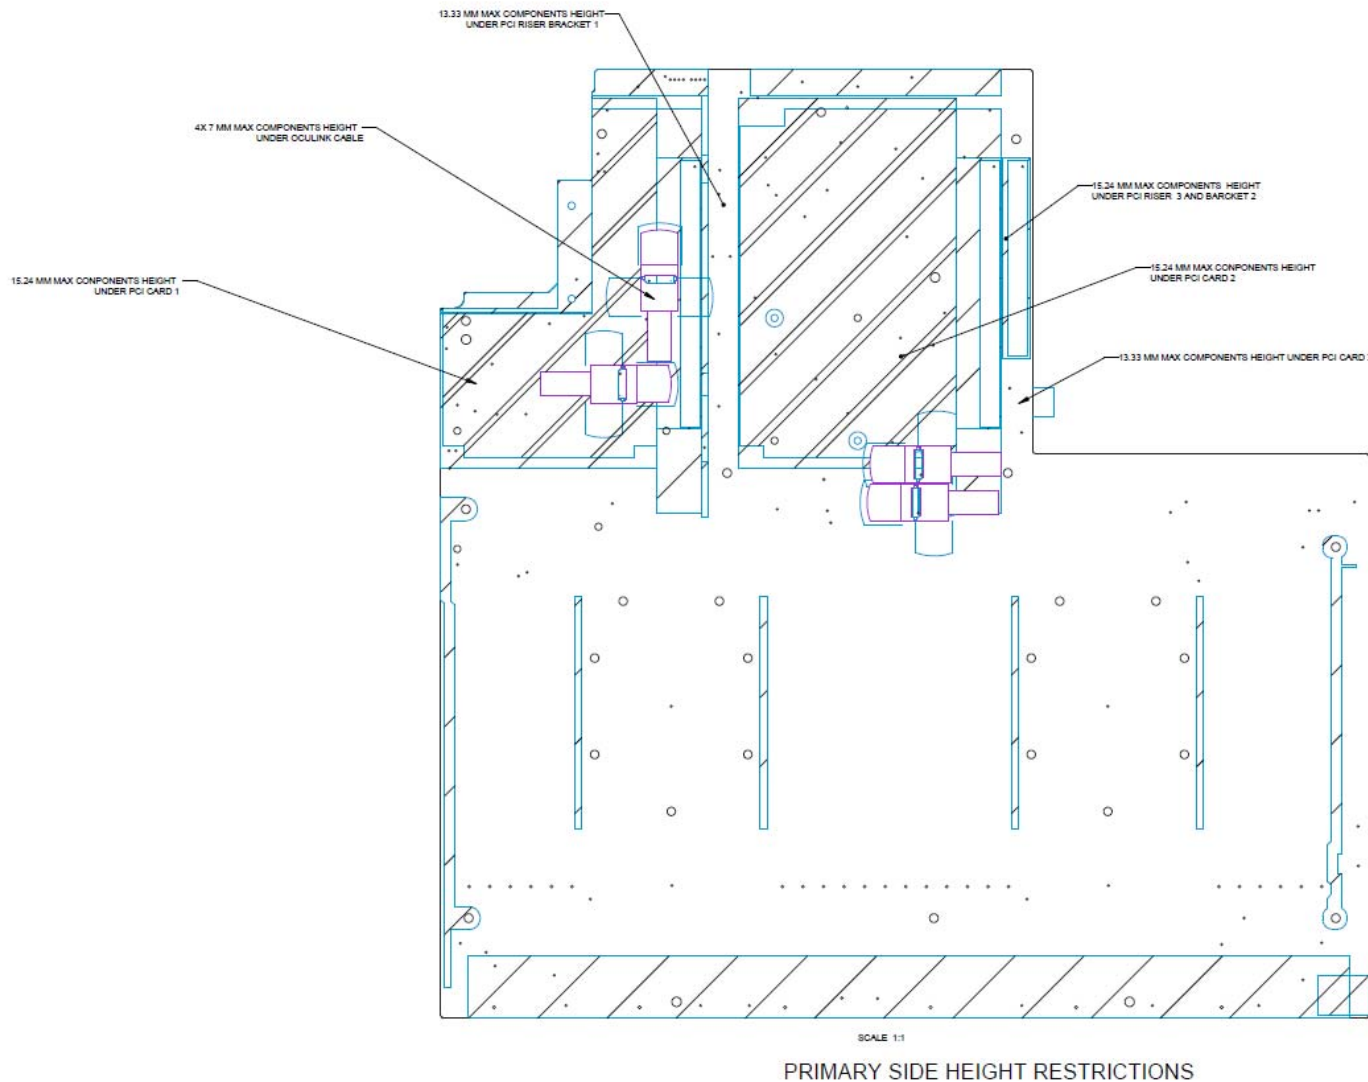 13.33 MM MAX COMPONENTS HEIGHT
UNDER PCI RISER BRACKET 1
4X 7 MM MAX COMPONENTS HEIGHT
UNDER OCULINK CABLE
15.24 MM MAX COMPONENTS HEIGHT
UNDER PCI RISER 3 AND BARCKET 2
15.24 MM MAX CONPONENTS HEIGHT
UNDER PCI CARD 2
15.24 MM MAX CONPONENTS HEIGHT
UNDER PCI CARD 1
13.33 MM MAX COMPONENTS HEIGHT UNDER PCI CARD
SCALE 1:1
PRIMARY SIDE HEIGHT RESTRICTIONS